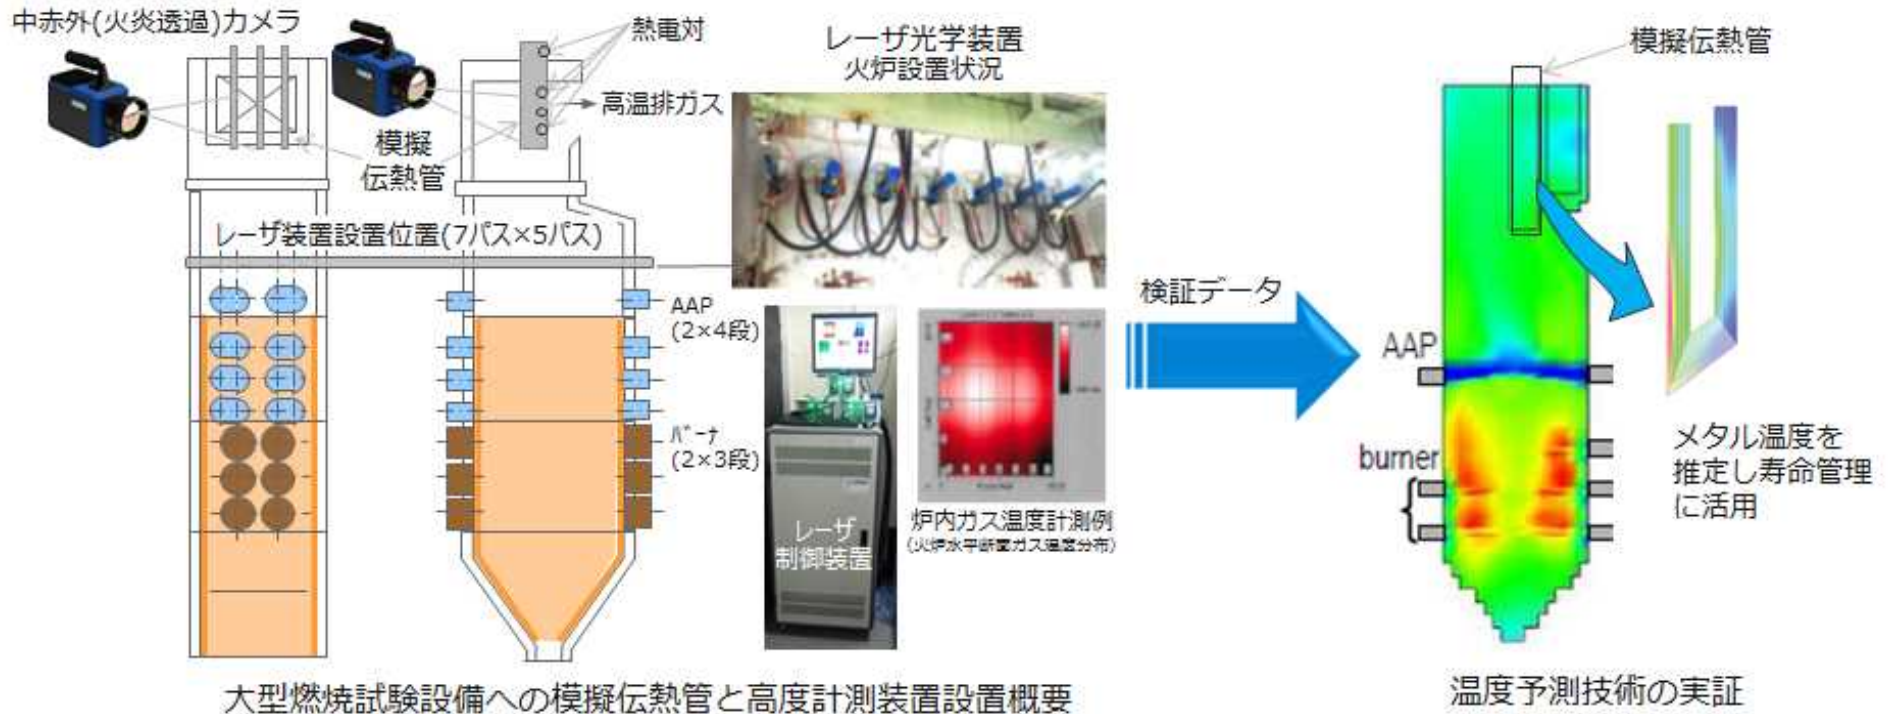 中赤外(火炎透過)カメラ
熱電対
高温排ガス
模擬
伝熱管
レーザ光学装置
火炉設置状況
模擬伝熱管
レーザ装置設置位置(7パス×5パス)
AAP
(2×4段)
バーナ
(2×3段)
レーザ
制御装置
炉内ガス温度計測例
(火炉水平断面ガス温度分布)
検証データ
AAP
burner
メタル温度を
推定し寿命管理
に活用
大型燃焼試験設備への模擬伝熱管と高度計測装置設置概要
温度予測技術の実証